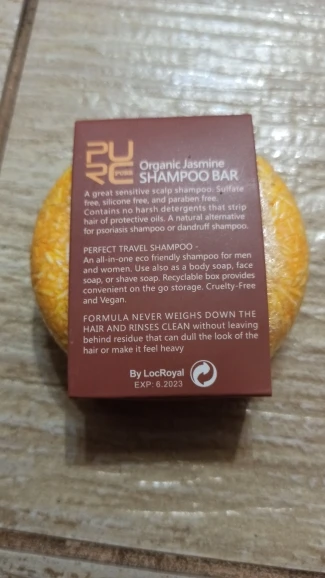 PU
RE
Organic Jasmine
SHAMPOO BAR
A great sensitive scalp shampoo. Sulfate
free, silicone free, and paraben free.
Contains no harsh detergents that strip
hair of protective oils. A natural alternative
for psoriasis shampoo or dandruff shampoo.
PERFECT TRAVEL SHAMPOO -
An all-in-one eco friendly shampoo for men
and women. Use also as a body soap, face
soap, or shave soap. Recyclable box provides
convenient on the go storage. Cruelty-Free
and Vegan.
FORMULA NEVER WEIGHS DOWN THE
HAIR AND RINSES CLEAN without leaving
behind residue that can dull the look of the
hair or make it feel heavy
By LocRoyal
EXP: 6.2023